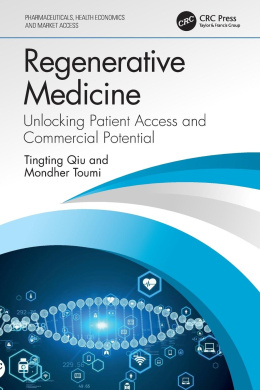 PHARMACEUTICALS, HEALTH ECONOMICS
AND MARKET ACCESS
CRC
CRC Press
Taylor & Francis Group
Regenerative
Medicine
Unlocking Patient Access and
Commercial Potential
Tingting Qiu and
Mondher Toumi